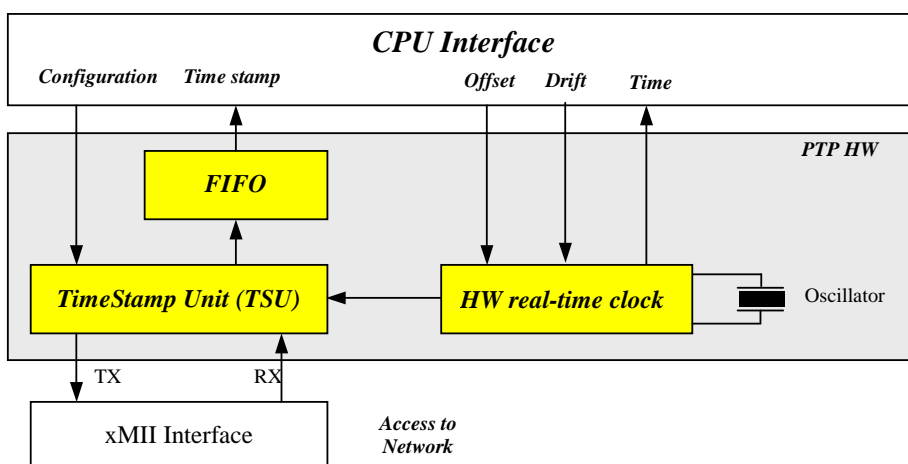 CPU Interface
Configuration
Time stamp
Offset
Drift
Time
PTP HW
FIFO
TimeStamp Unit (TSU)
HW real-time clock
Oscillator
TX
RX
xMII Interface
Access to
Network